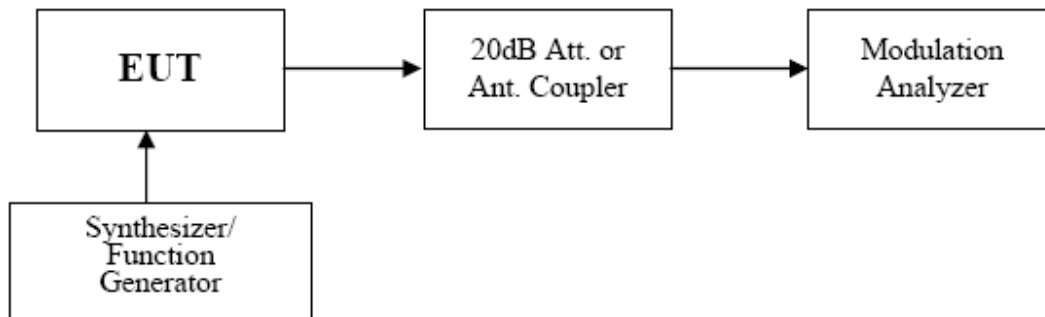 EUT
20dB Att. or
Ant. Coupler
Modulation
Analyzer
Synthesizer/
Function
Generator